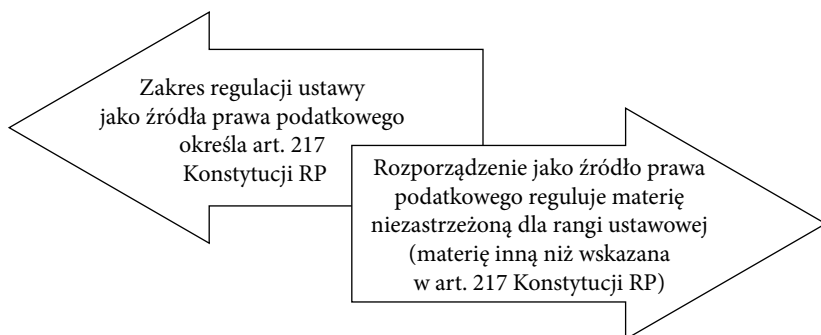 Zakres regulacji ustawy
jako źródła prawa podatkowego
określa art. 217
Konstytucji RP
Rozporządzenie jako źródło prawa
podatkowego reguluje materię
niezastrzeżoną dla rangi ustawowej
(materię inną niż wskazana
w art. 217 Konstytucji RP)